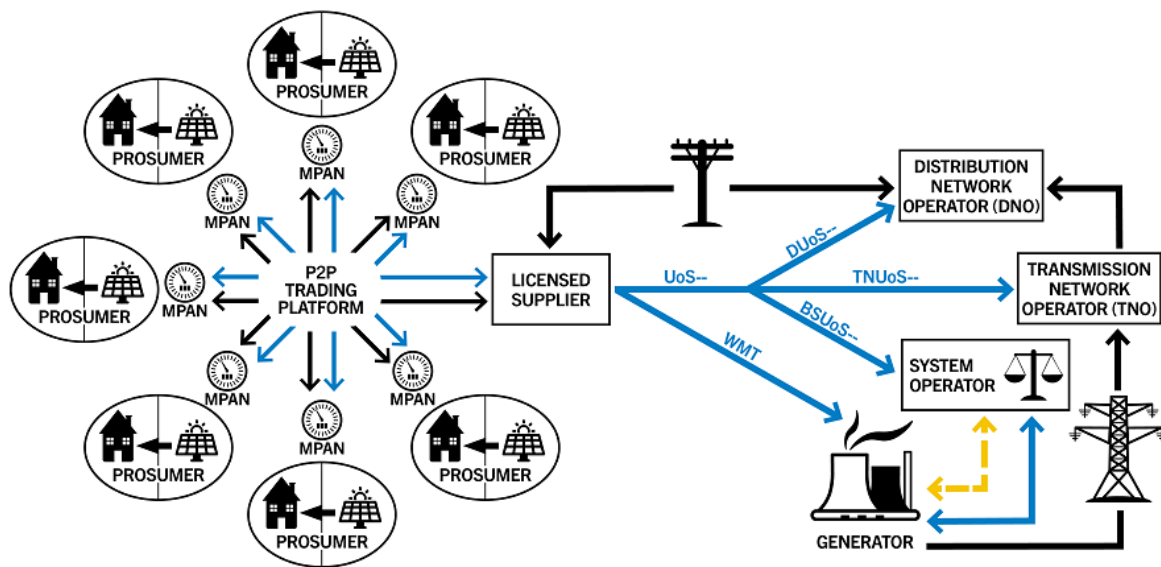 PROSUMER
MPAN
PROSUMER
MPAN
PROSUMER
MPAN
PROSUMER
MPAN
P2P
TRADING
PLATFORM
MPAN
PROSUMER
MPAN
PROSUMER
MPAN
PROSUMER
LICENSED
SUPPLIER
UoS--
DUoS--
TNUoS--
BSUoS--
WMT
DISTRIBUTION
NETWORK
OPERATOR (DNO)
TRANSMISSION
NETWORK
OPERATOR (TNO)
SYSTEM
OPERATOR
GENERATOR